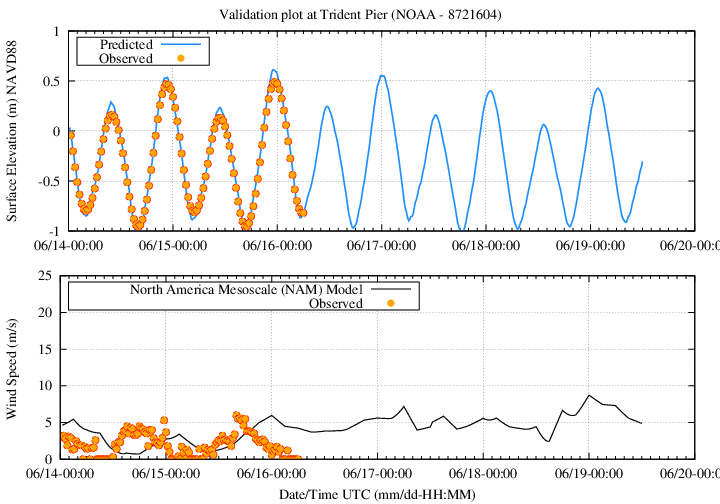 Validation plot at Trident Pier (NOAA - 8721604)
Surface Elevation (m) NAVD88
Predicted
Observed
1
0.5
0
-0.5
-1
06/14-00:00 06/15-00:00 06/16-00:00 06/17-00:00 06/18-00:00 06/19-00:00 06/20-00:00
Wind Speed (m/s)
North America Mesoscale (NAM) Model
Observed
25
20
15
10
5
0
06/14-00:00 06/15-00:00 06/16-00:00 06/17-00:00 06/18-00:00 06/19-00:00 06/20-00:00
Date/Time UTC (mm/dd-HH:MM)